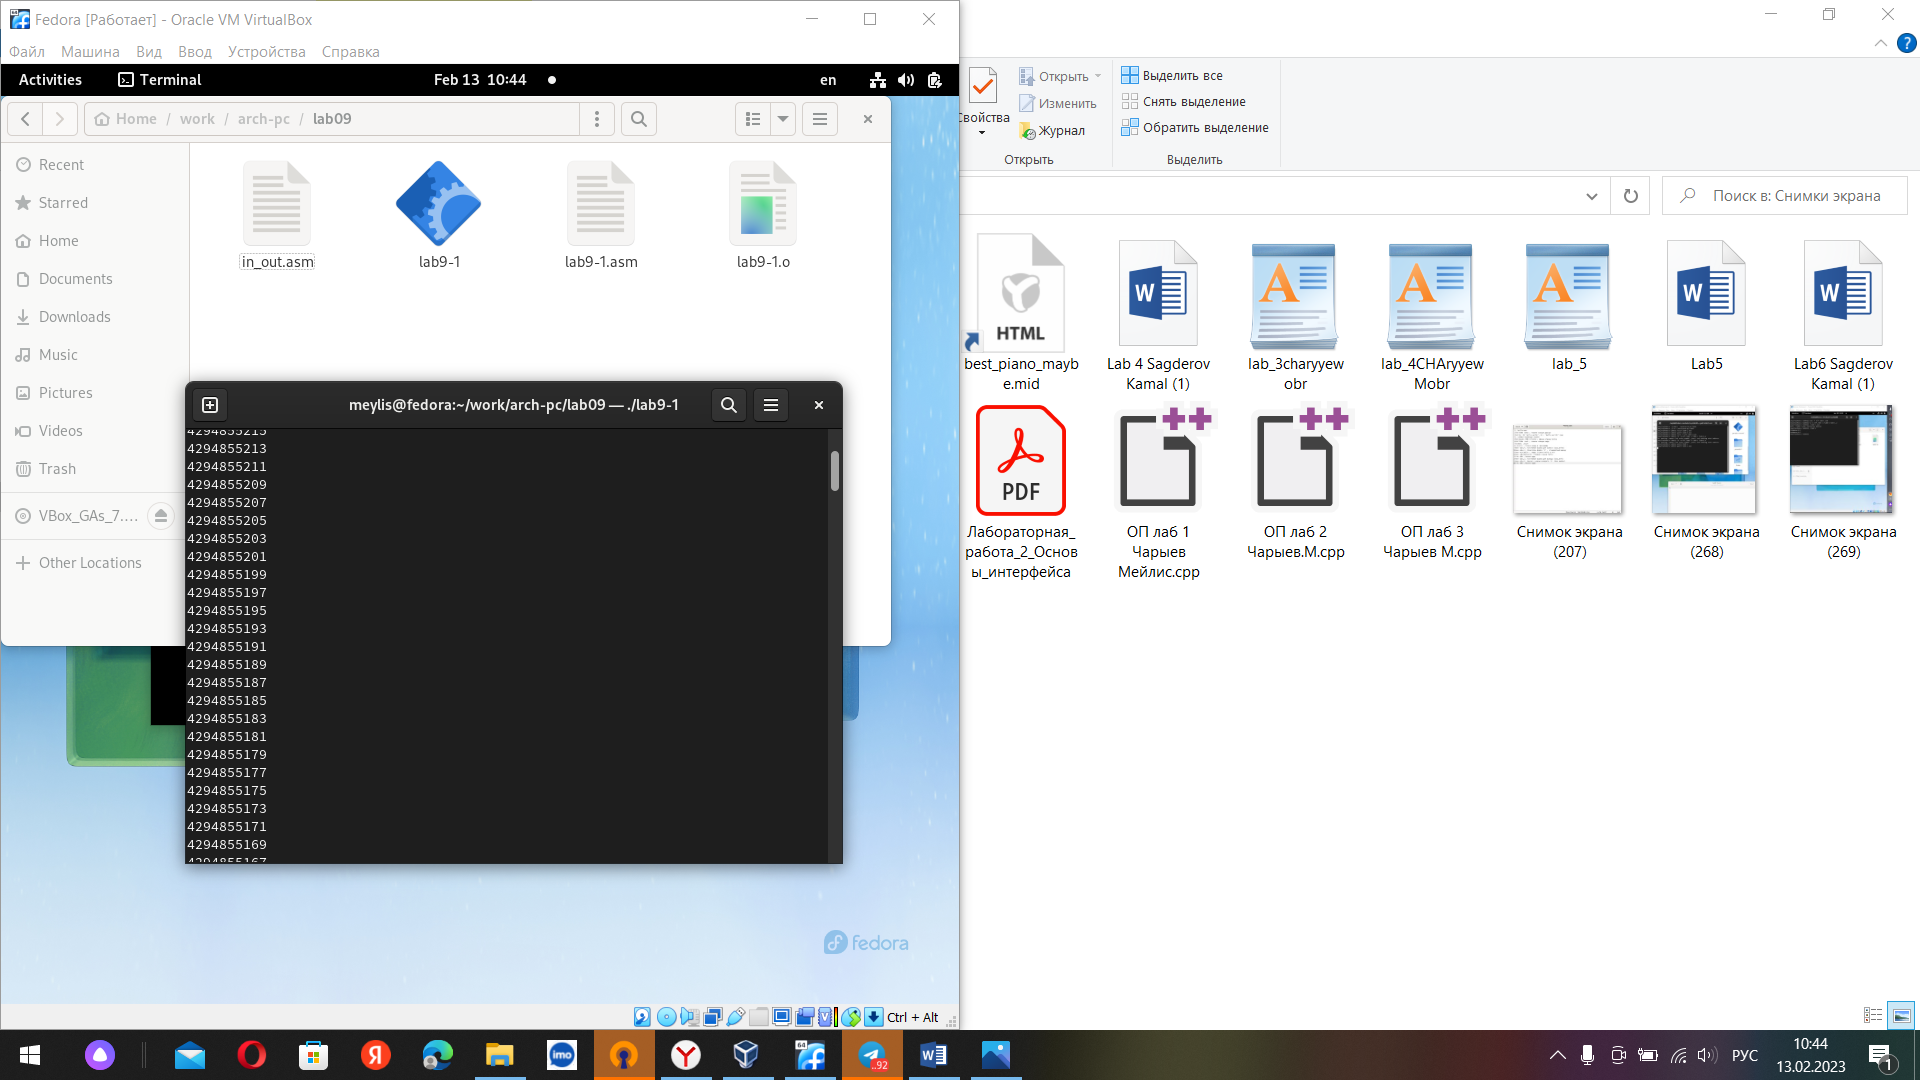 Fedora [Работает] - Oracle VM VirtualBox
Файл Машина Вид Ввод Устройства Справка
Activities Terminal Feb 13 10:44 en
Home / work / arch-pc / lab09
Recent
Starred
Home
Documents
Downloads
Music
Pictures
Videos
Trash
VBox_GAs_7....
Other Locations
in_out.asm
lab9-1
lab9-1.asm
lab9-1.o
meylis@fedora:~/work/arch-pc/lab09 — ./lab9-1
4294855215
4294855213
4294855211
4294855209
4294855207
4294855205
4294855203
4294855201
4294855199
4294855197
4294855195
4294855193
4294855191
4294855189
4294855187
4294855185
4294855183
4294855181
4294855179
4294855177
4294855175
4294855173
4294855171
4294855169
4294855167
fedora
Ctrl + Alt
свойства
Открыть
Изменить
Журнал
Открыть
Выделить все
Снять выделение
Обратить выделение
Выделить
?
Поиск в: Снимки экрана
HTML
best_piano_mayb
e.mid
W
Lab 4 Sagderov
Kamal (1)
A
lab_3charyyew
obr
A
lab_4CHAryyew
Mobr
A
lab_5
W
Lab5
W
Lab6 Sagderov
Kamal (1)
PDF
Лабораторная_
работа_2_Основ
ы_интерфейса
ОП лаб 1
Чарыев
Мейлис.cpp
ОП лаб 2
Чарыев.М.cpp
ОП лаб 3
Чарыев М.cpp
Снимок экрана
(207)
Снимок экрана
(268)
Снимок экрана
(269)
Я
imo
Y
64
..92
W
РУС
10:44
13.02.2023
1